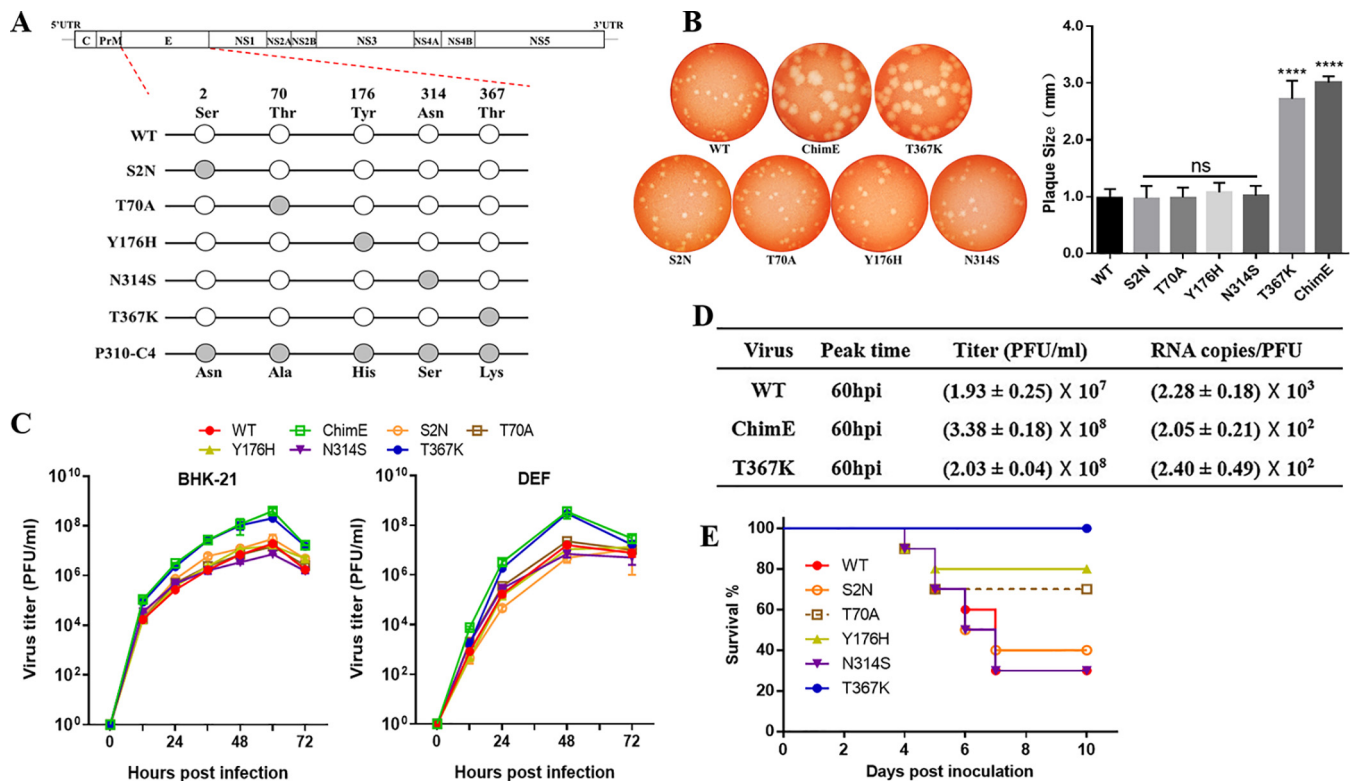 A
5'UTR
3'UTR
C PrM E NS1 NS2A NS2B NS3 NS4A NS4B NS5
2 70 176 314 367
Ser Thr Tyr Asn Thr
WT
S2N
T70A
Y176H
N314S
T367K
P310-C4
Asn Ala His Ser Lys
B
WT ChimE T367K
S2N T70A Y176H N314S
Plaque Size (mm)
4.0
3.0
2.0
1.0
0.0
ns
**** ****
WT S2N T70A Y176H N314S T367K ChimE
C
WT ChimE S2N T70A
Y176H N314S T367K
BHK-21
Virus titer (PFU/ml)
10^10
10^8
10^6
10^4
10^2
10^0
0 24 48 72
Hours post infection
DEF
Virus titer (PFU/ml)
10^10
10^8
10^6
10^4
10^2
10^0
0 24 48 72
Hours post infection
D
Virus Peak time Titer (PFU/ml) RNA copies/PFU
WT 60hpi (1.93 ± 0.25) X 10^7 (2.28 ± 0.18) X 10^3
ChimE 60hpi (3.38 ± 0.18) X 10^8 (2.05 ± 0.21) X 10^2
T367K 60hpi (2.03 ± 0.04) X 10^8 (2.40 ± 0.49) X 10^2
E
Survival %
100
80
60
40
20
0
WT
S2N
T70A
Y176H
N314S
T367K
0 2 4 6 8 10
Days post inoculation